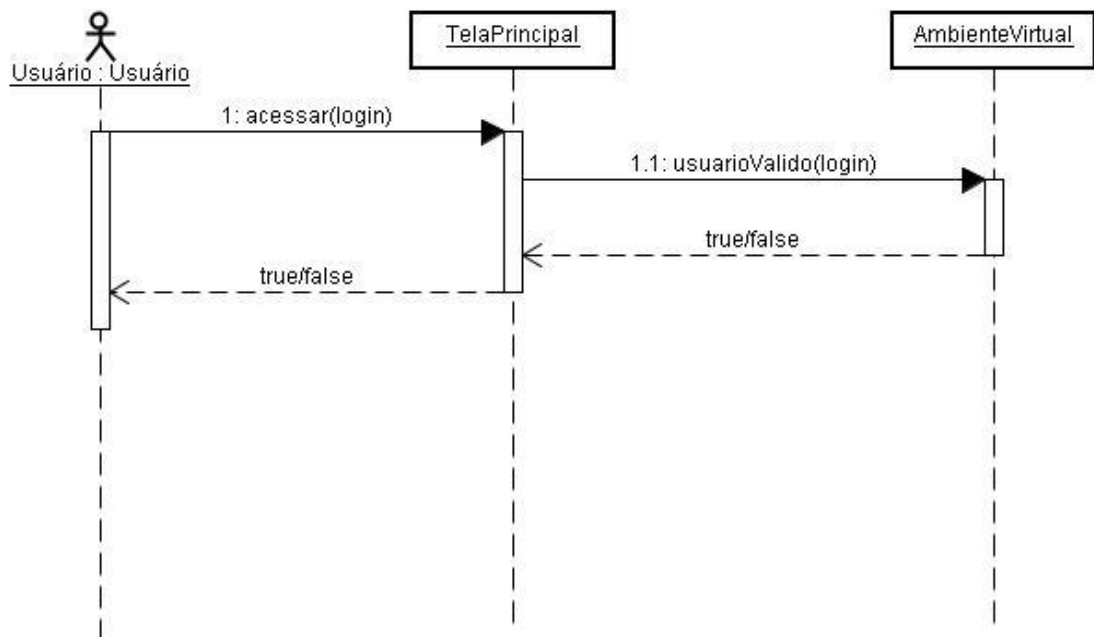 TelaPrincipal
AmbienteVirtual
Usuário : Usuário
1: acessar(login)
1.1: usuarioValido(login)
true/false
true/false